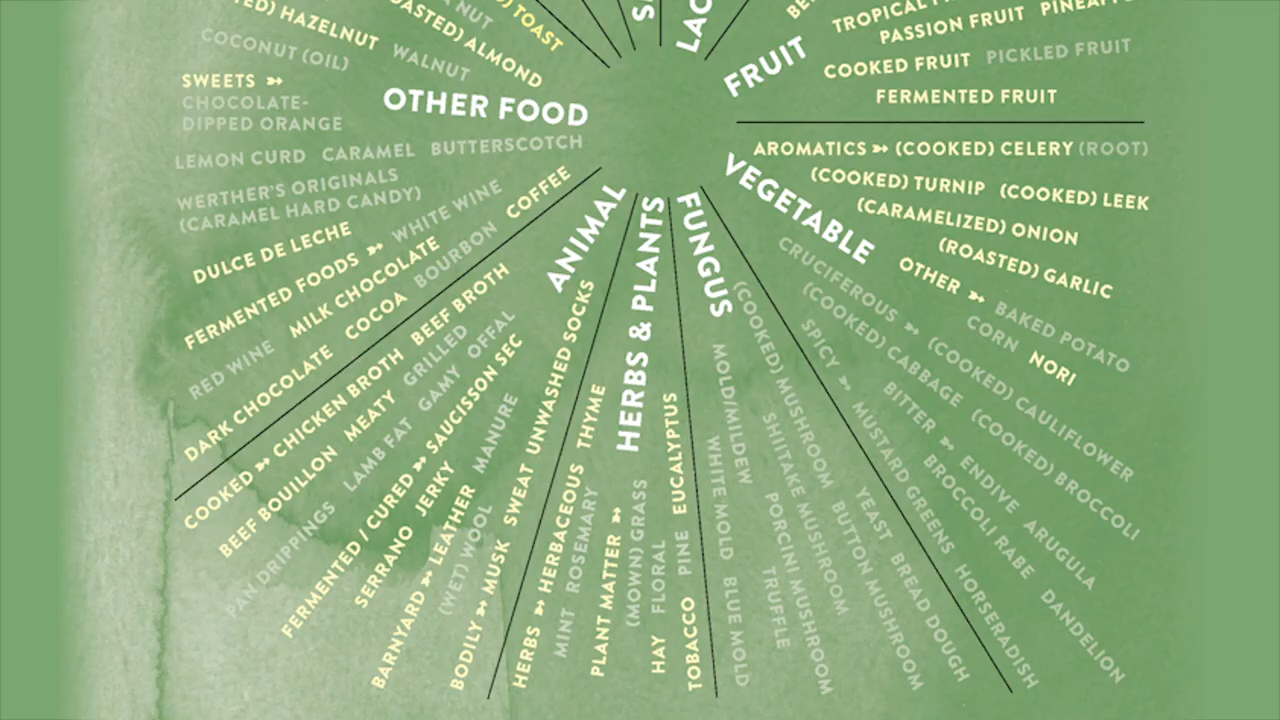 HAZELNUT
COCONUT (OIL) WALNUT
NUT
ALMOND
TOAST
SWEETS ➳
CHOCOLATE-
DIPPED ORANGE
LEMON CURD CARAMEL BUTTERSCOTCH
WERTHER'S ORIGINALS
(CARAMEL HARD CANDY)
DULCE DE LECHE
FERMENTED FOODS ➳ WHITE WINE COFFEE
RED WINE MILK CHOCOLATE
DARK CHOCOLATE COCOA BOURBON
OTHER FOOD
ANIMAL
COOKED ➳ CHICKEN BROTH BEEF BROTH
BEEF BOUILLON MEATY GRILLED
PAN DRIPPINGS LAMB FAT GAMY OFFAL
FERMENTED / CURED ➳ SAUCISSON SEC
SERRANO JERKY
BARNYARD ➳ LEATHER MANURE
(WET) WOOL
BODILY ➳ MUSK SWEAT UNWASHED SOCKS
HERBS & PLANTS
HERBS ➳ HERBACEOUS THYME
MINT ROSEMARY
PLANT MATTER ➳
(MOWN) GRASS
HAY FLORAL
TOBACCO PINE EUCALYPTUS
FUNGUS
MOLD/MILDEW
WHITE MOLD BLUE MOLD
(COOKED) MUSHROOM BUTTON MUSHROOM
SHIITAKE MUSHROOM
PORCINI MUSHROOM
TRUFFLE
YEAST BREAD DOUGH
VEGETABLE
AROMATICS ➳ (COOKED) CELERY (ROOT)
(COOKED) TURNIP (COOKED) LEEK
(CARAMELIZED) ONION
(ROASTED) GARLIC
OTHER ➳ BAKED POTATO
CORN NORI
CRUCIFEROUS ➳ (COOKED) CAULIFLOWER
(COOKED) CABBAGE (COOKED) BROCCOLI
BITTER ➳ ENDIVE ARUGULA
BROCCOLI RABE DANDELION
SPICY ➳ MUSTARD GREENS HORSERADISH
FRUIT
TROPICAL
PASSION FRUIT
COOKED FRUIT PICKLED FRUIT
FERMENTED FRUIT